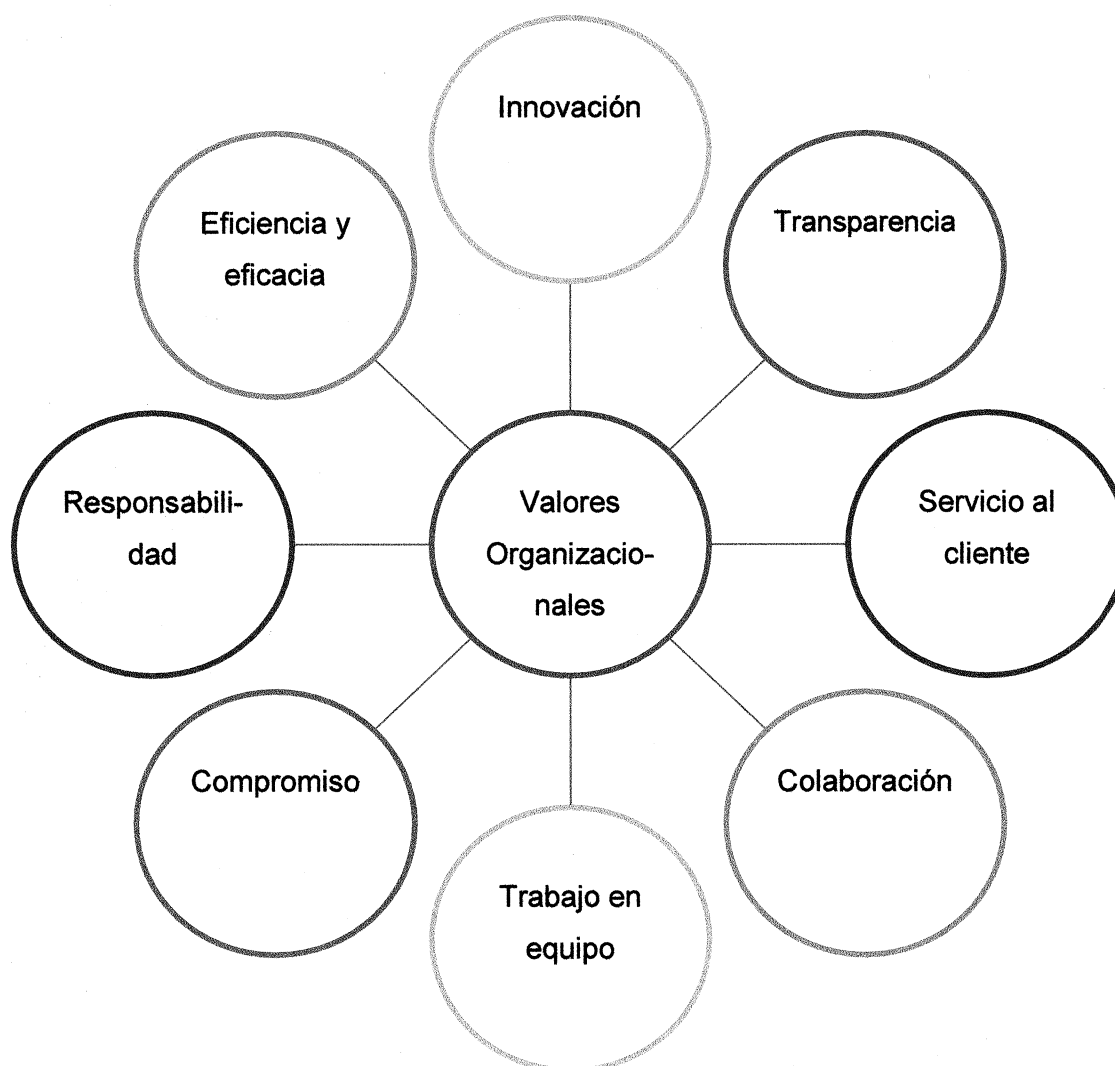 Innovación
Transparencia
Eficiencia y
eficacia
Responsabili-
dad
Valores
Organizacio-
nales
Servicio al
cliente
Compromiso
Colaboración
Trabajo en
equipo